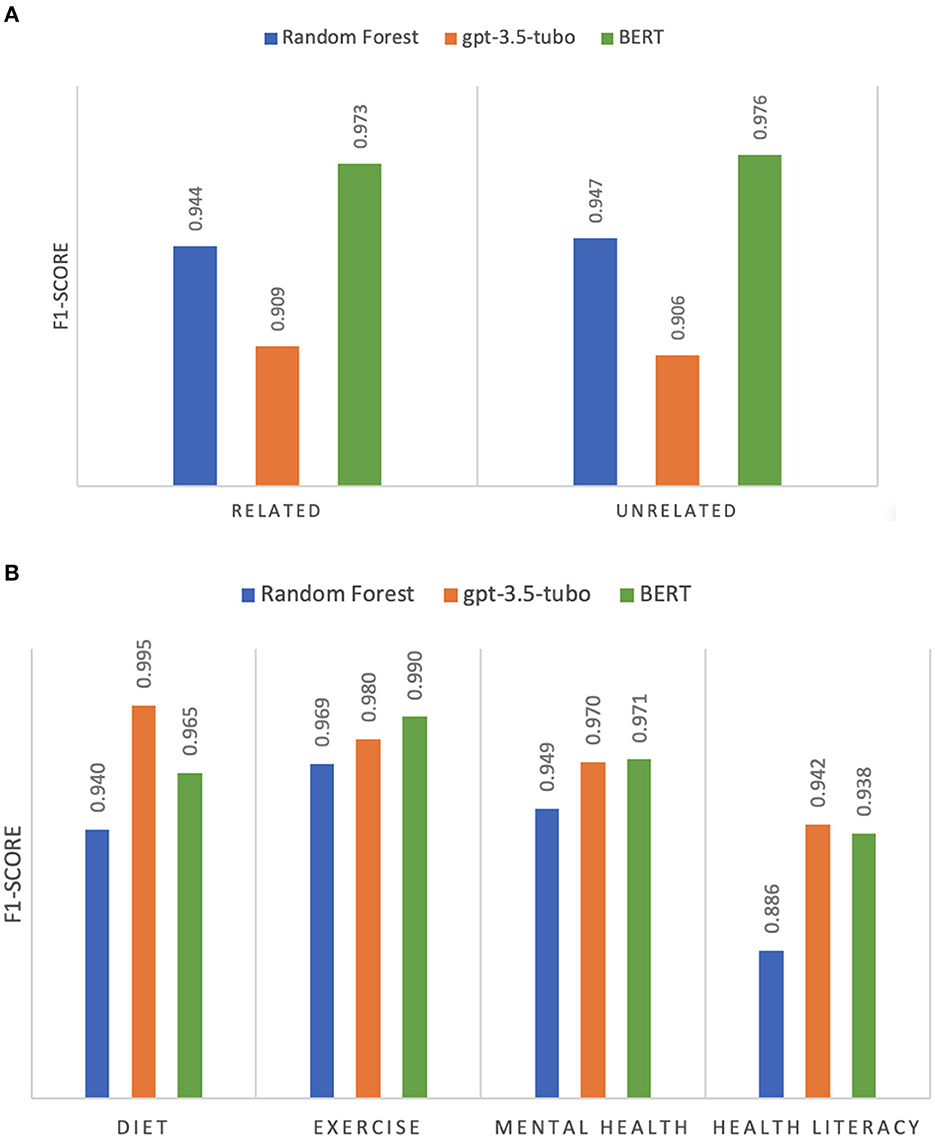 A
Random Forest gpt-3.5-tubo BERT
F1-SCORE
0.944
0.909
0.973
0.947
0.906
0.976
RELATED UNRELATED
B
Random Forest gpt-3.5-tubo BERT
F1-SCORE
0.940
0.995
0.965
0.969
0.980
0.990
0.949
0.970
0.971
0.886
0.942
0.938
DIET EXERCISE MENTAL HEALTH HEALTH LITERACY